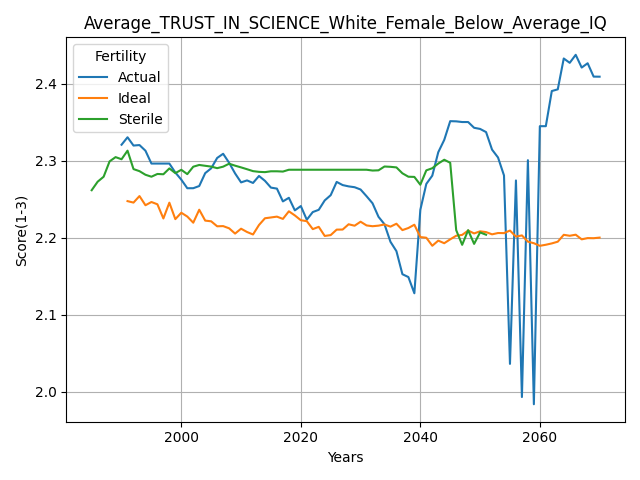 Average_TRUST_IN_SCIENCE_White_Female_Below_Average_IQ
Fertility
Actual
Ideal
Sterile
Score(1-3)
2.4
2.3
2.2
2.1
2.0
2000
2020
2040
2060
Years